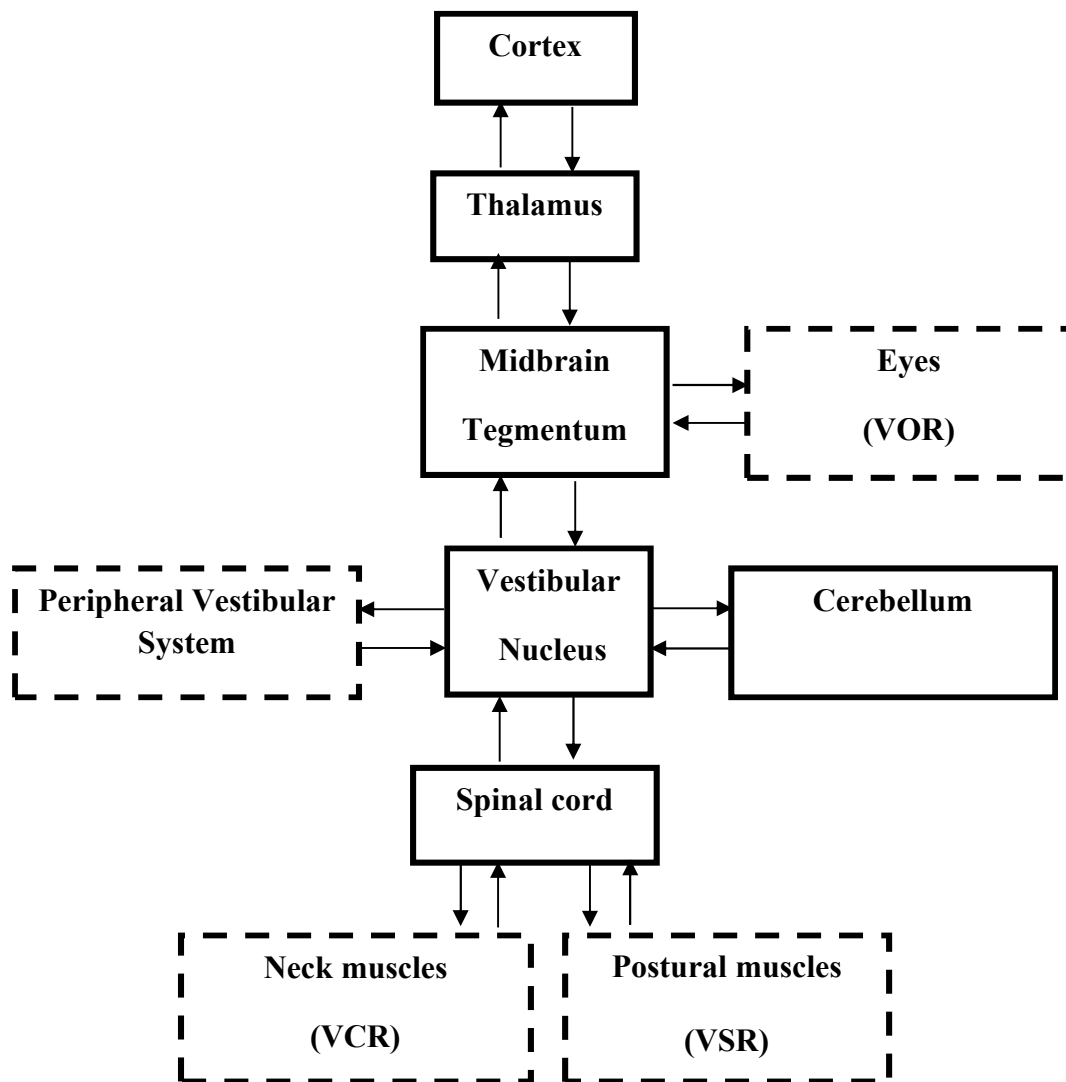 Cortex
Thalamus
Midbrain
Tegmentum
Eyes
(VOR)
Peripheral Vestibular
System
Vestibular
Nucleus
Cerebellum
Spinal cord
Neck muscles
(VCR)
Postural muscles
(VSR)